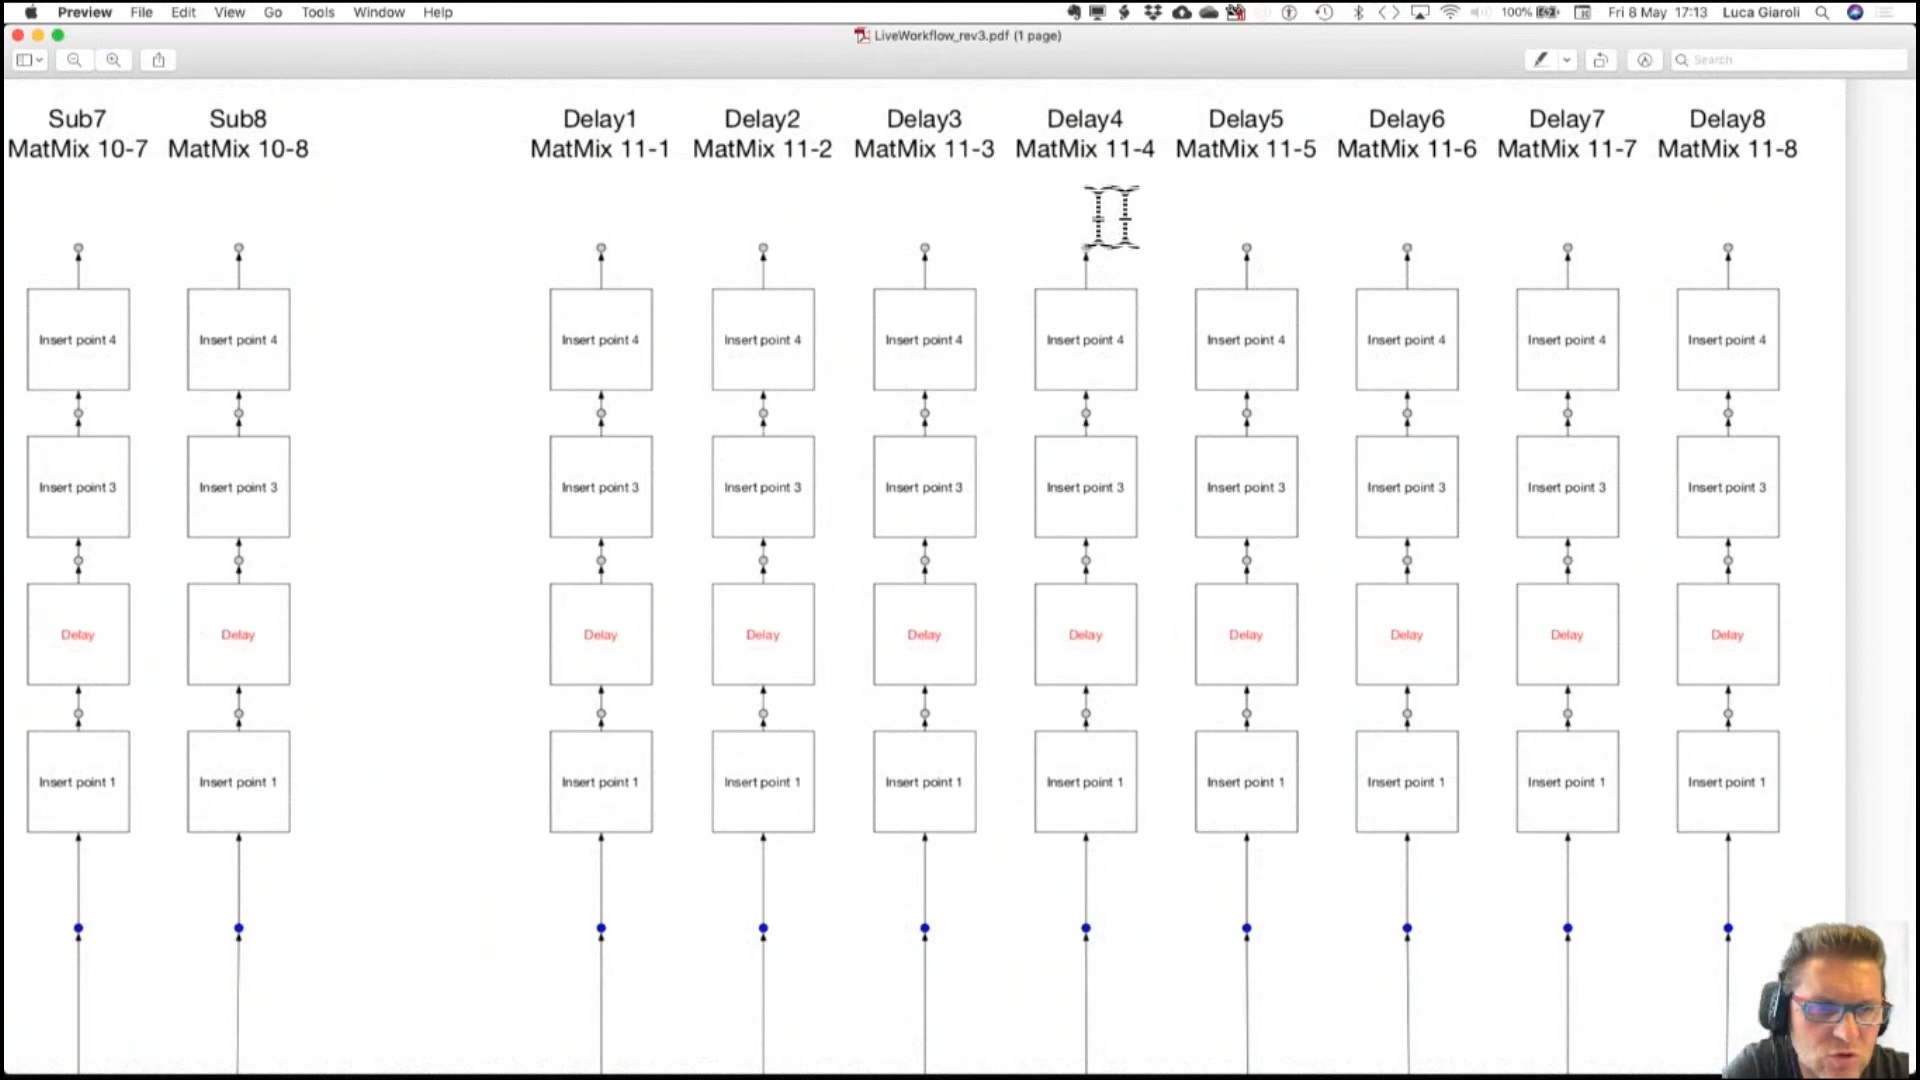 Preview File Edit View Go Tools Window Help
100% Fri 8 May 17:13 Luca Giaroli
LiveWorkflow_rev3.pdf (1 page)
Search
Sub7 Sub8 Delay1 Delay2 Delay3 Delay4 Delay5 Delay6 Delay7 Delay8
MatMix 10-7 MatMix 10-8 MatMix 11-1 MatMix 11-2 MatMix 11-3 MatMix 11-4 MatMix 11-5 MatMix 11-6 MatMix 11-7 MatMix 11-8
Insert point 4 Insert point 4 Insert point 4 Insert point 4 Insert point 4 Insert point 4 Insert point 4 Insert point 4 Insert point 4 Insert point 4
Insert point 3 Insert point 3 Insert point 3 Insert point 3 Insert point 3 Insert point 3 Insert point 3 Insert point 3 Insert point 3 Insert point 3
Delay Delay Delay Delay Delay Delay Delay Delay Delay Delay
Insert point 1 Insert point 1 Insert point 1 Insert point 1 Insert point 1 Insert point 1 Insert point 1 Insert point 1 Insert point 1 Insert point 1